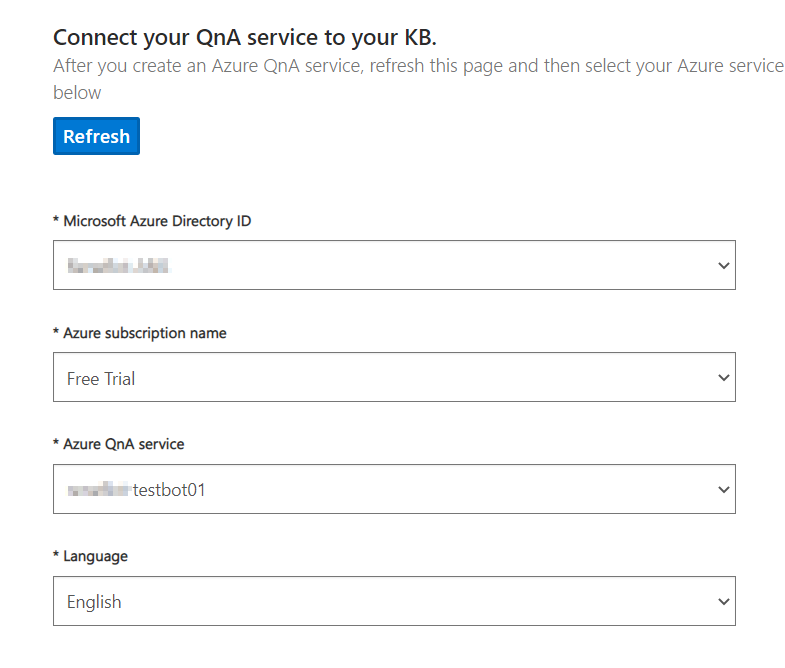 Connect your QnA service to your KB.
After you create an Azure QnA service, refresh this page and then select your Azure service
below
Refresh
* Microsoft Azure Directory ID
* Azure subscription name
Free Trial
* Azure QnA service
testbot01
* Language
English